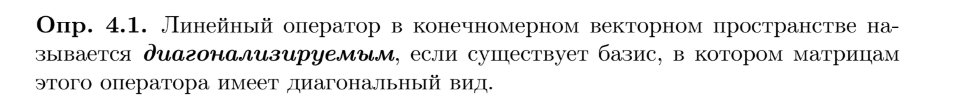 Опр. 4.1. Линейный оператор в конечномерном векторном пространстве на-
зывается диагонализируемым, если существует базис, в котором матрицам
этого оператора имеет диагональный вид.